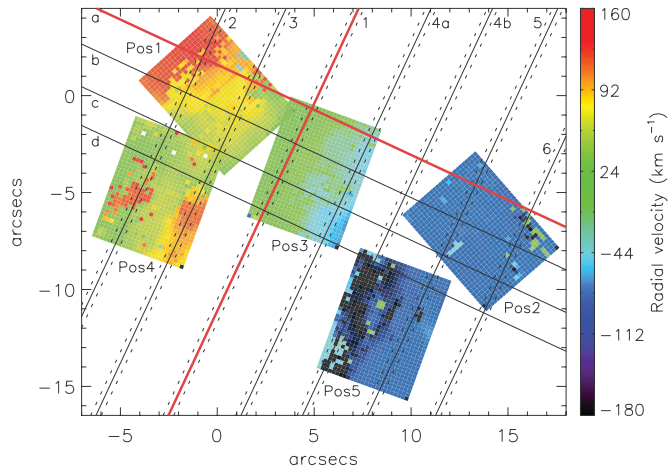 a
b
c
d
2
3
1
4a
4b
5
6
Pos1
Pos4
Pos3
Pos2
Pos5
0
−5
−10
−15
arcsecs
−5
0
5
10
15
arcsecs
160
92
24
−44
−112
−180
Radial velocity (km s⁻¹)